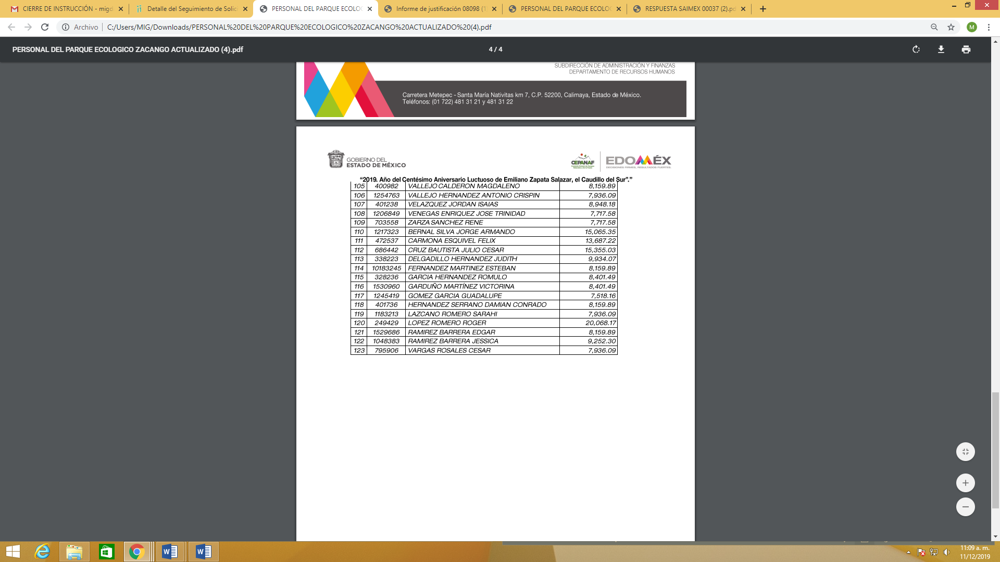 CIERRE DE INSTRUCCIÓN - migd
Detalle del Seguimiento de Solici
PERSONAL DEL PARQUE ECOLOG
Informe de justificación 08098 (1
PERSONAL DEL PARQUE ECOLOG
RESPUESTA SAIMEX 00037 (2).pd
Archivo C:/Users/MIG/Downloads/PERSONAL%20DEL%20PARQUE%20ECOLOGICO%20ZACANGO%20ACTUALIZADO%20(4).pdf
M
PERSONAL DEL PARQUE ECOLOGICO ZACANGO ACTUALIZADO (4).pdf
4 / 4
SUBDIRECCIÓN DE ADMINISTRACIÓN Y FINANZAS
DEPARTAMENTO DE RECURSOS HUMANOS
Carretera Metepec - Santa María Nativitas km 7, C.P. 52200, Calimaya, Estado de México.
Teléfonos: (01 722) 481 31 21 y 481 31 22
GOBIERNO DEL
ESTADO DE MÉXICO
CEPANAF
EDOMÉX
DECISIONES FIRMES, RESULTADOS FUERTES.
“2019. Año del Centésimo Aniversario Luctuoso de Emiliano Zapata Salazar, el Caudillo del Sur”.”
105 400982 VALLEJO CALDERON MAGDALENO 8,159.89
106 1254763 VALLEJO HERNANDEZ ANTONIO CRISPIN 7,936.09
107 401238 VELAZQUEZ JORDAN ISAIAS 8,948.18
108 1206849 VENEGAS ENRIQUEZ JOSE TRINIDAD 7,717.58
109 703558 ZARZA SANCHEZ RENE 7,717.58
110 1217323 BERNAL SILVA JORGE ARMANDO 15,065.35
111 472537 CARMONA ESQUIVEL FELIX 13,687.22
112 686442 CRUZ BAUTISTA JULIO CESAR 15,355.03
113 338223 DELGADILLO HERNANDEZ JUDITH 9,934.07
114 10183245 FERNANDEZ MARTINEZ ESTEBAN 8,159.89
115 328236 GARCIA HERNANDEZ ROMULO 8,401.49
116 1530960 GARDUÑO MARTÍNEZ VICTORINA 8,401.49
117 1245419 GOMEZ GARCIA GUADALUPE 7,518.16
118 401736 HERNANDEZ SERRANO DAMIAN CONRADO 8,159.89
119 1183213 LAZCANO ROMERO SARAHI 7,936.09
120 249429 LOPEZ ROMERO ROGER 20,068.17
121 1529686 RAMIREZ BARRERA EDGAR 8,159.89
122 1048383 RAMIREZ BARRERA JESSICA 9,252.30
123 795906 VARGAS ROSALES CESAR 7,936.09
11:09 a. m.
11/12/2019